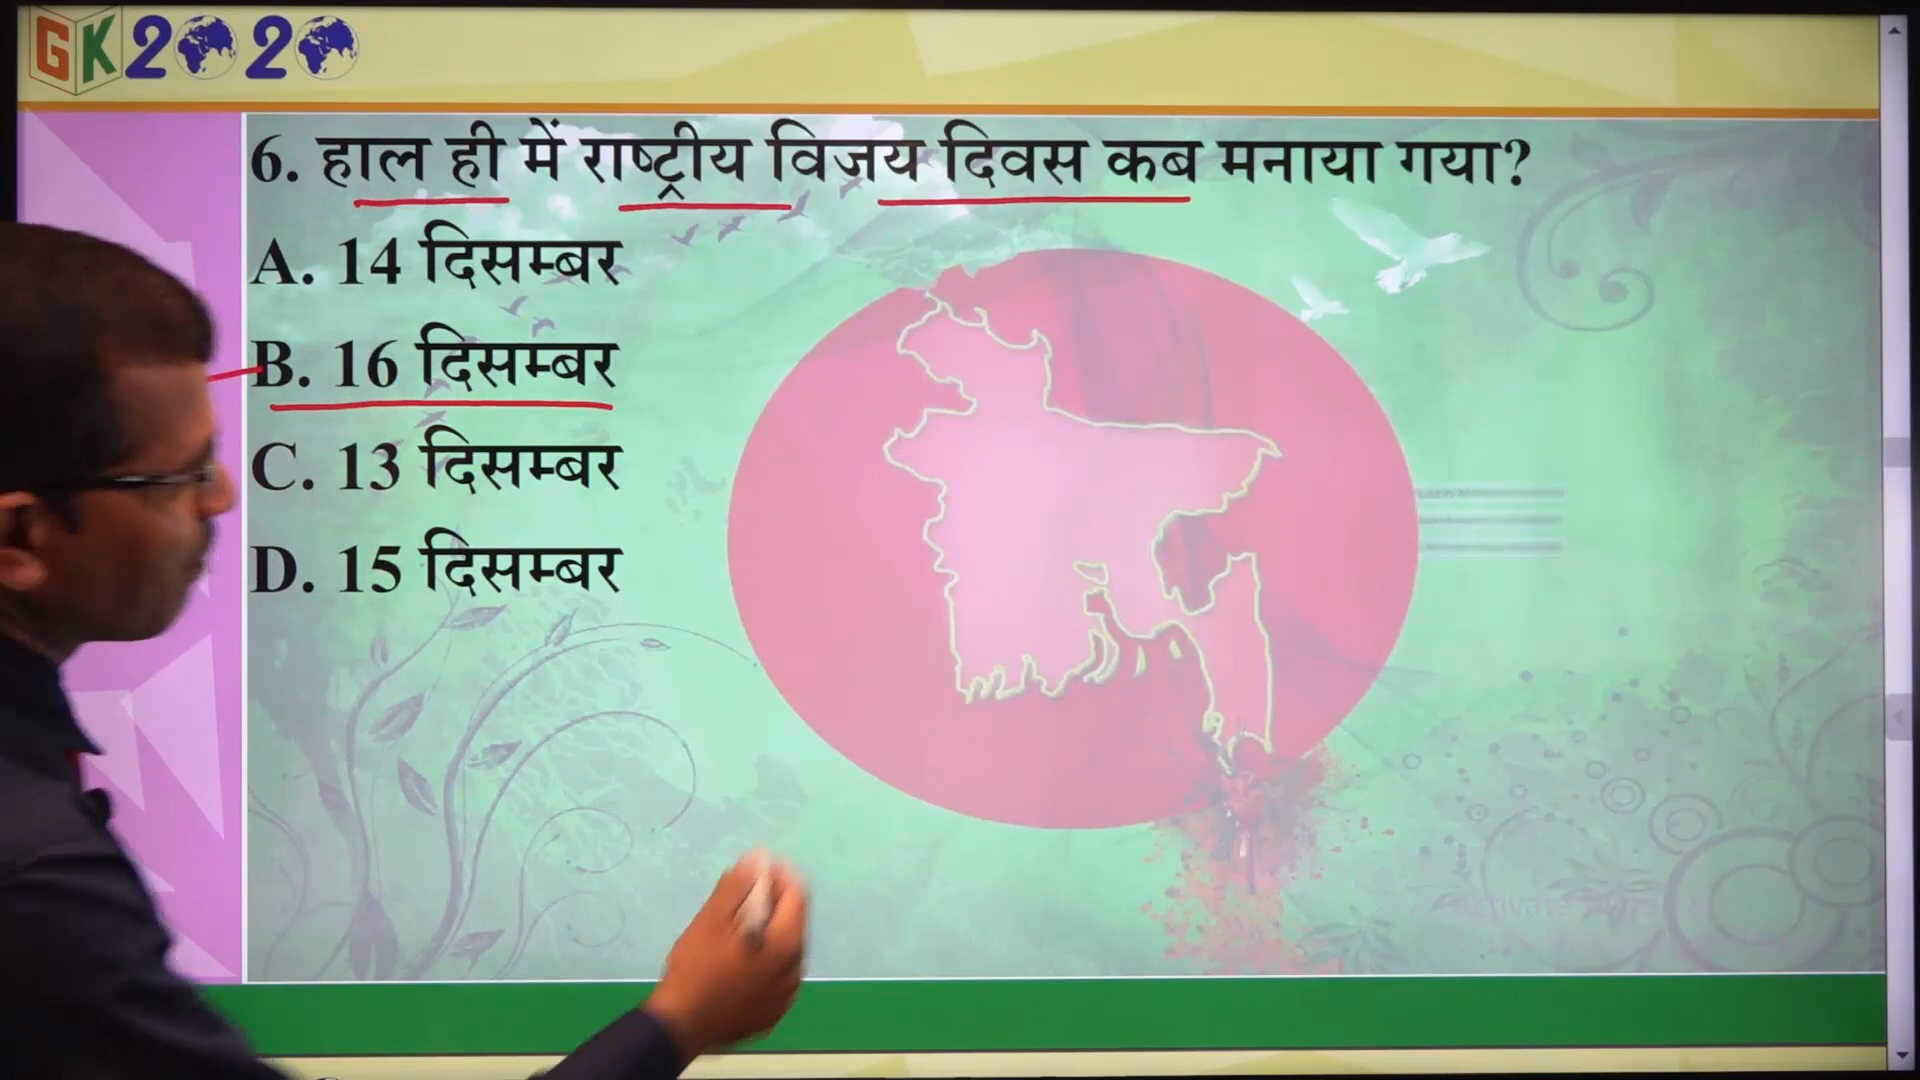 GK2020
6. हाल ही में राष्ट्रीय विजय दिवस कब मनाया गया?
A. 14 दिसम्बर
B. 16 दिसम्बर
C. 13 दिसम्बर
D. 15 दिसम्बर